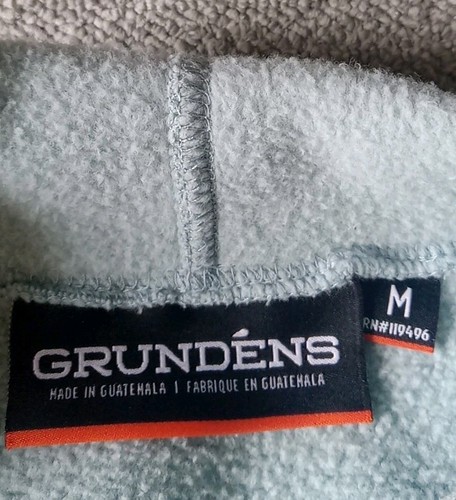 GRUNDÉNS
MADE IN GUATEMALA | FABRIQUE EN GUATEMALA
M
RN#119496